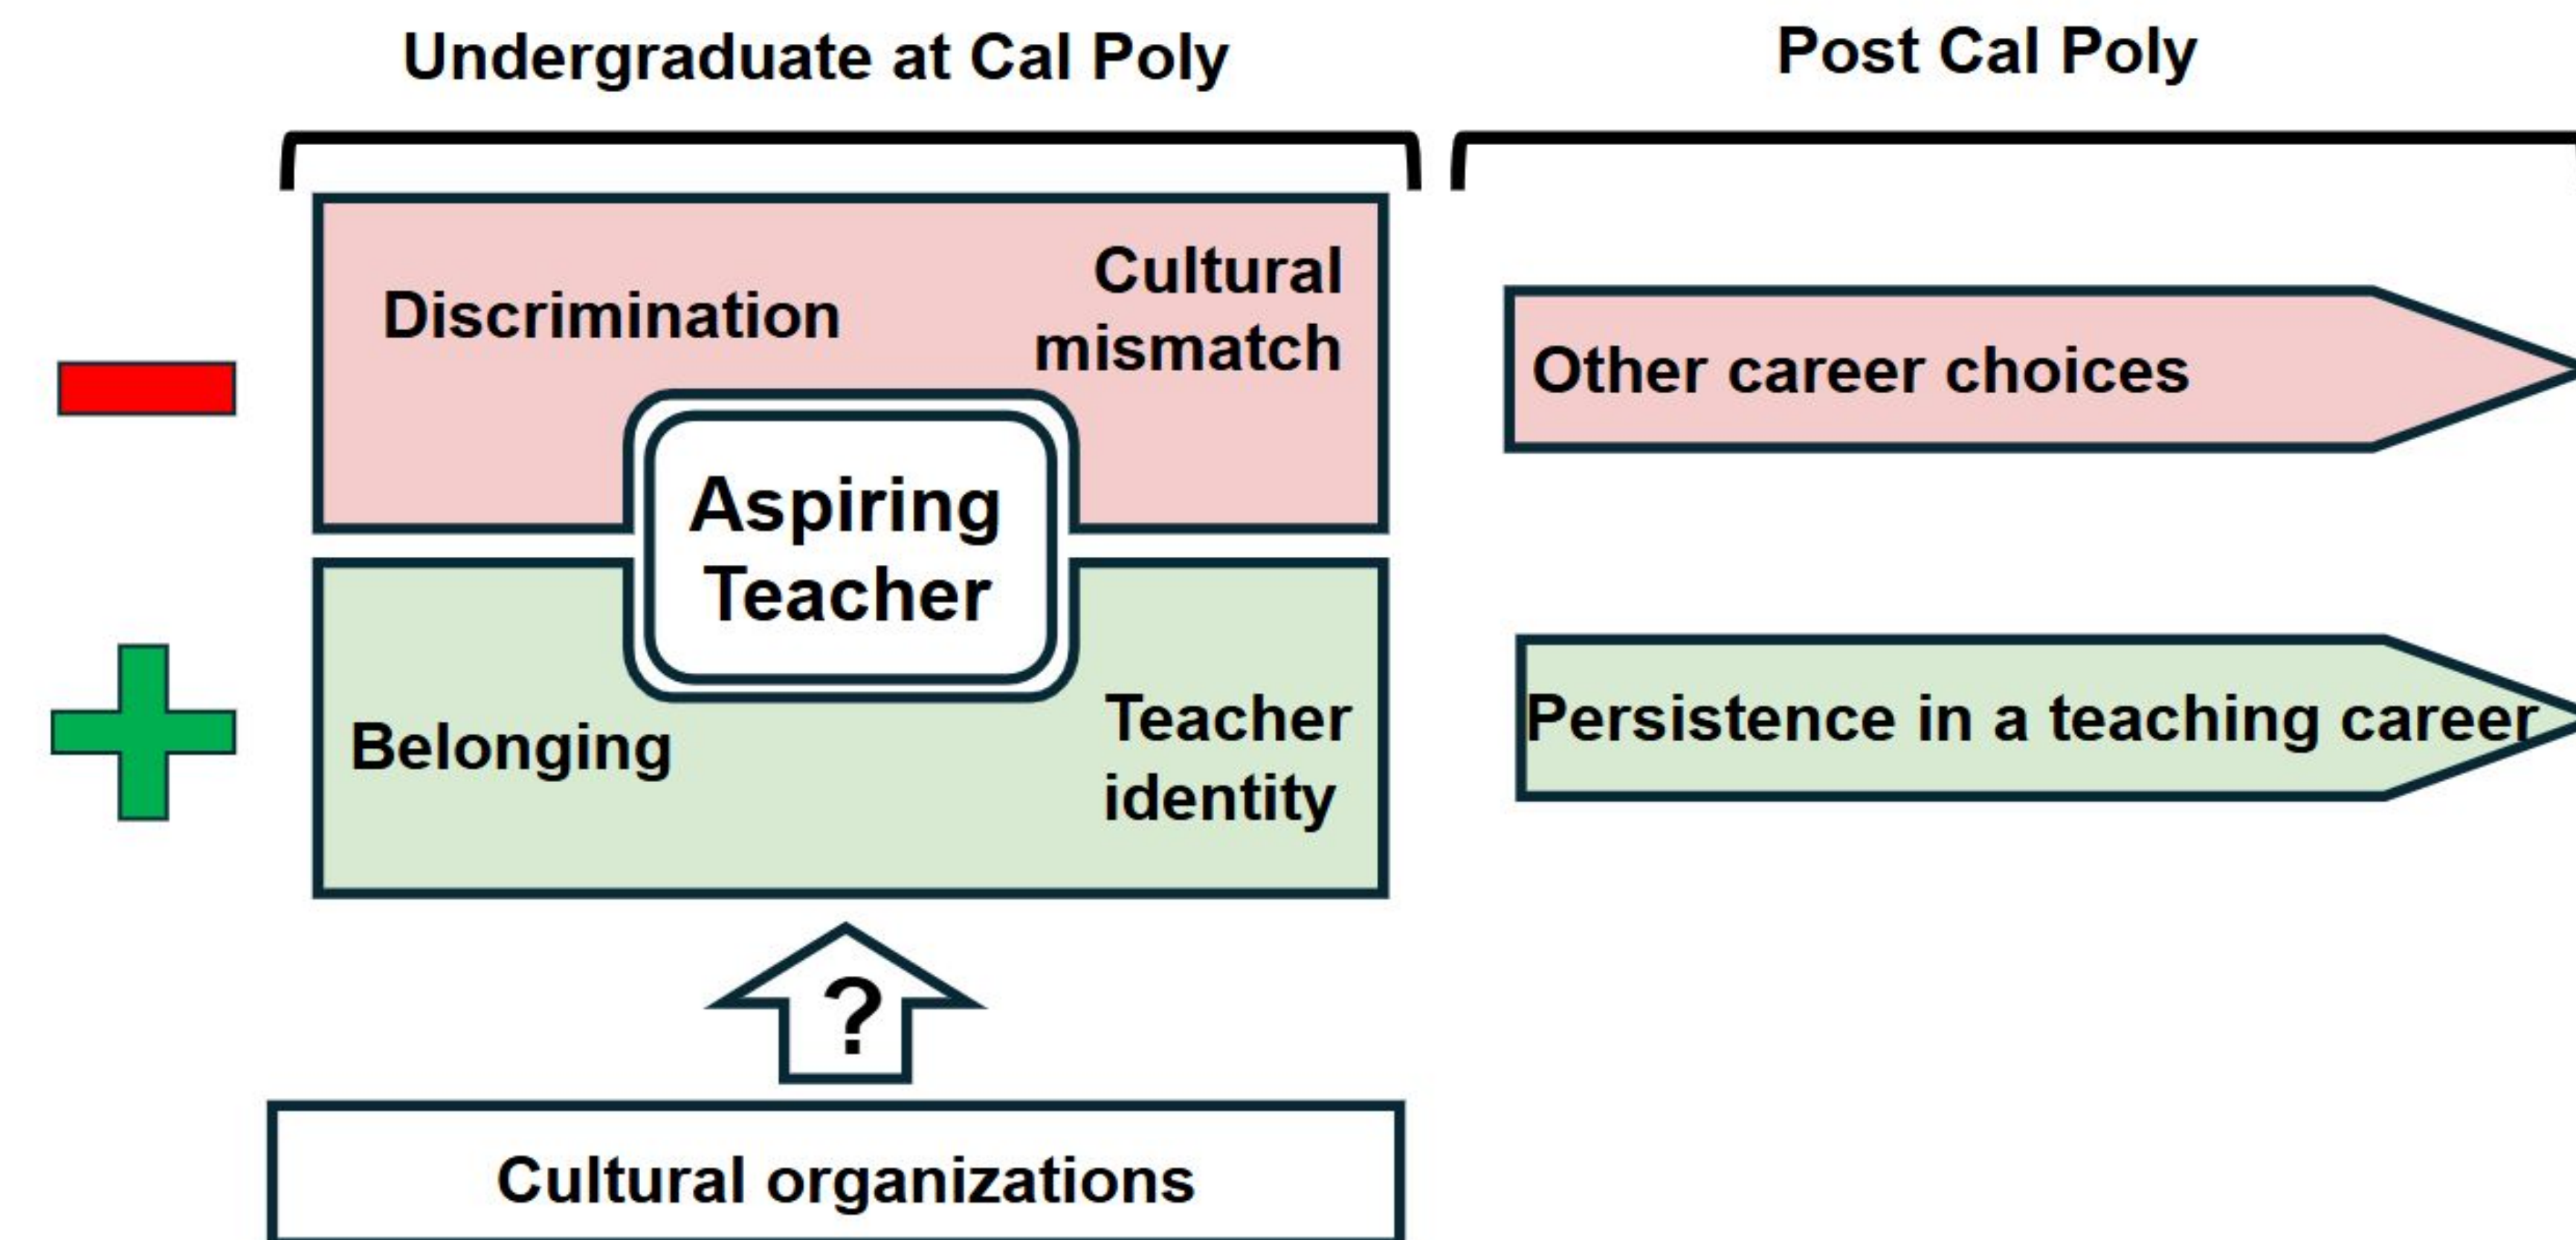 Undergraduate at Cal Poly
Post Cal Poly
Discrimination
Cultural
mismatch
Other career choices
Aspiring
Teacher
Belonging
Teacher
identity
Persistence in a teaching career
?
Cultural organizations